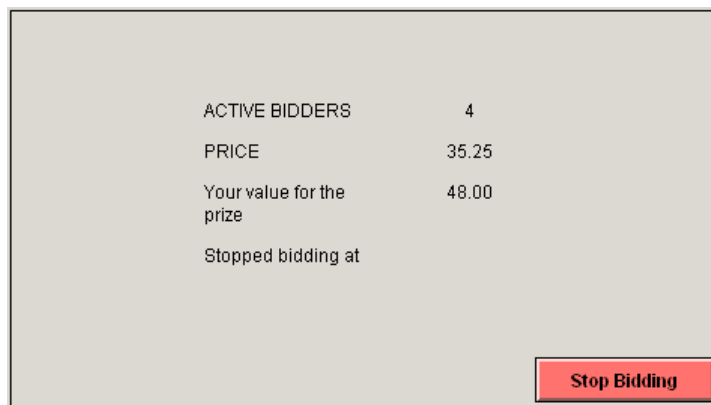 ACTIVE BIDDERS 4
PRICE 35.25
Your value for the 48.00
prize
Stopped bidding at
Stop Bidding